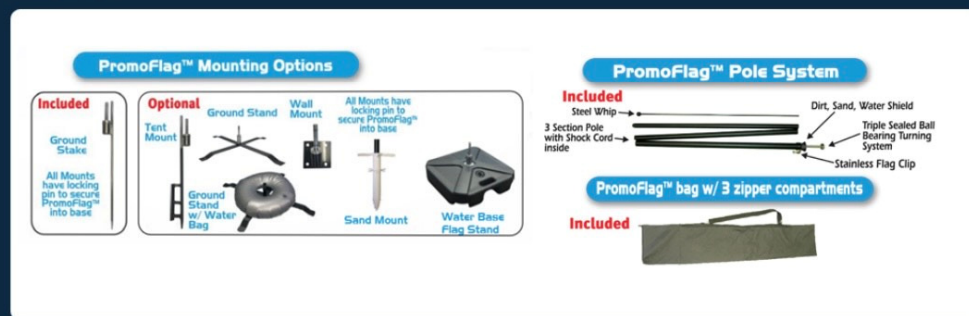 PromoFlag™ Mounting Options
Included
Ground
Stake
All Mounts
have locking
pin to secure
PromoFlag™
into base
Optional
Tent
Mount
Ground Stand
Wall
Mount
All Mounts have
locking pin to
secure PromoFlag™
into base
Ground
Stand
w/ Water
Bag
Sand Mount
Water Base
Flag Stand
PromoFlag™ Pole System
Included
Steel Whip
3 Section Pole
with Shock Cord
inside
Dirt, Sand, Water Shield
Triple Sealed Ball
Bearing Turning
System
Stainless Flag Clip
PromoFlag™ bag w/ 3 zipper compartments
Included